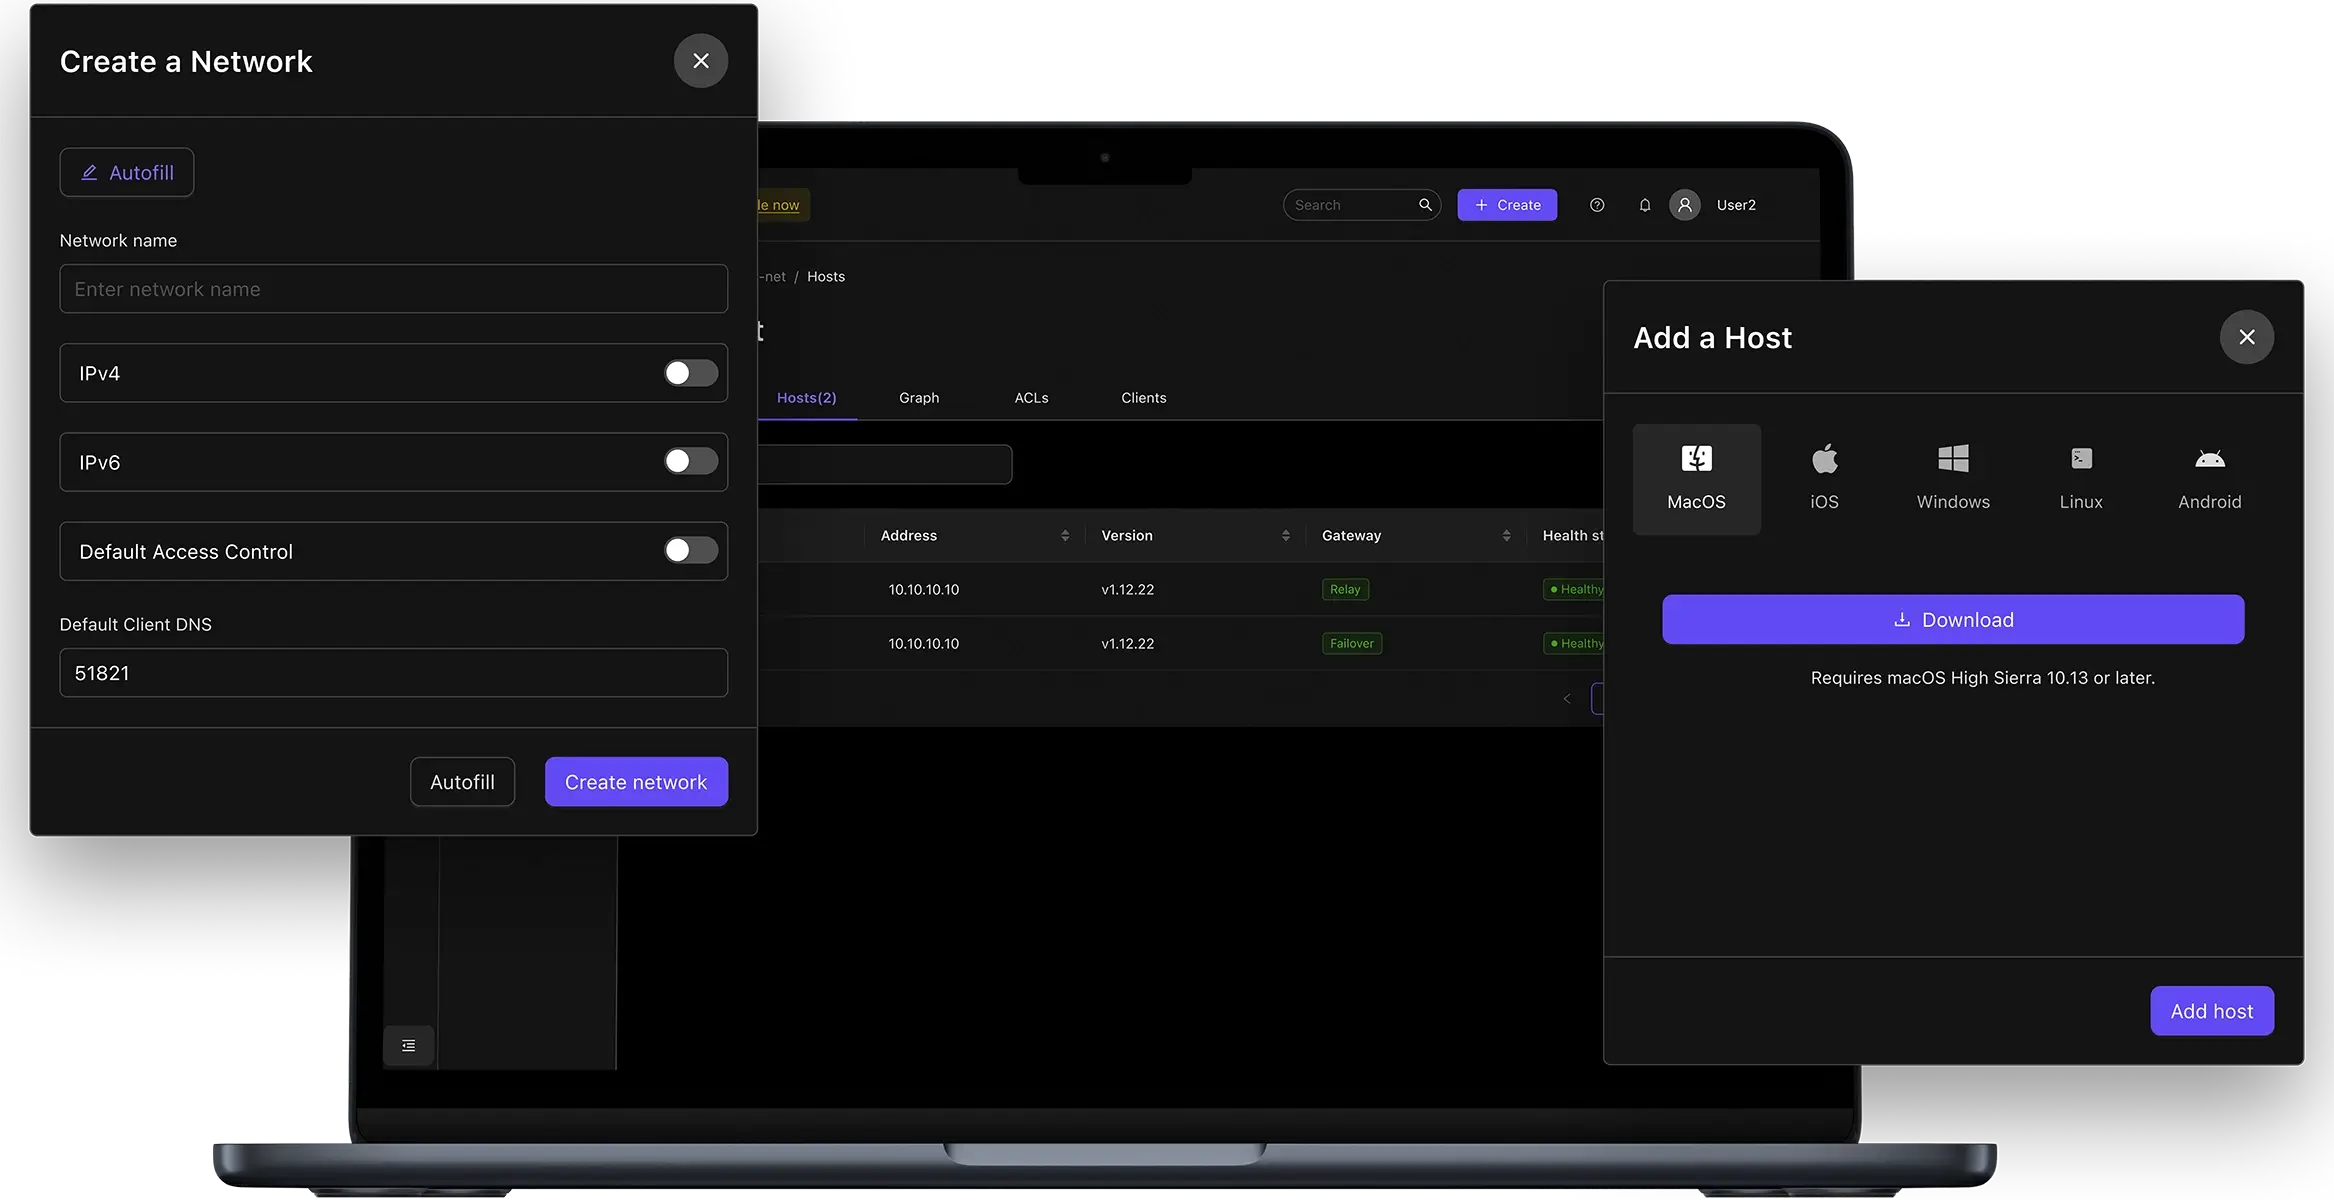 Create a Network
Autofill
Network name
Enter network name
IPv4
IPv6
Default Access Control
Default Client DNS
51821
Autofill
Create network
now
Search
Create
User2
-net / Hosts
Hosts(2)
Graph
ACLs
Clients
Address
Version
Gateway
Health
10.10.10.10
v1.12.22
Relay
Healthy
10.10.10.10
v1.12.22
Failover
Healthy
Add a Host
MacOS
iOS
Windows
Linux
Android
Download
Requires macOS High Sierra 10.13 or later.
Add host